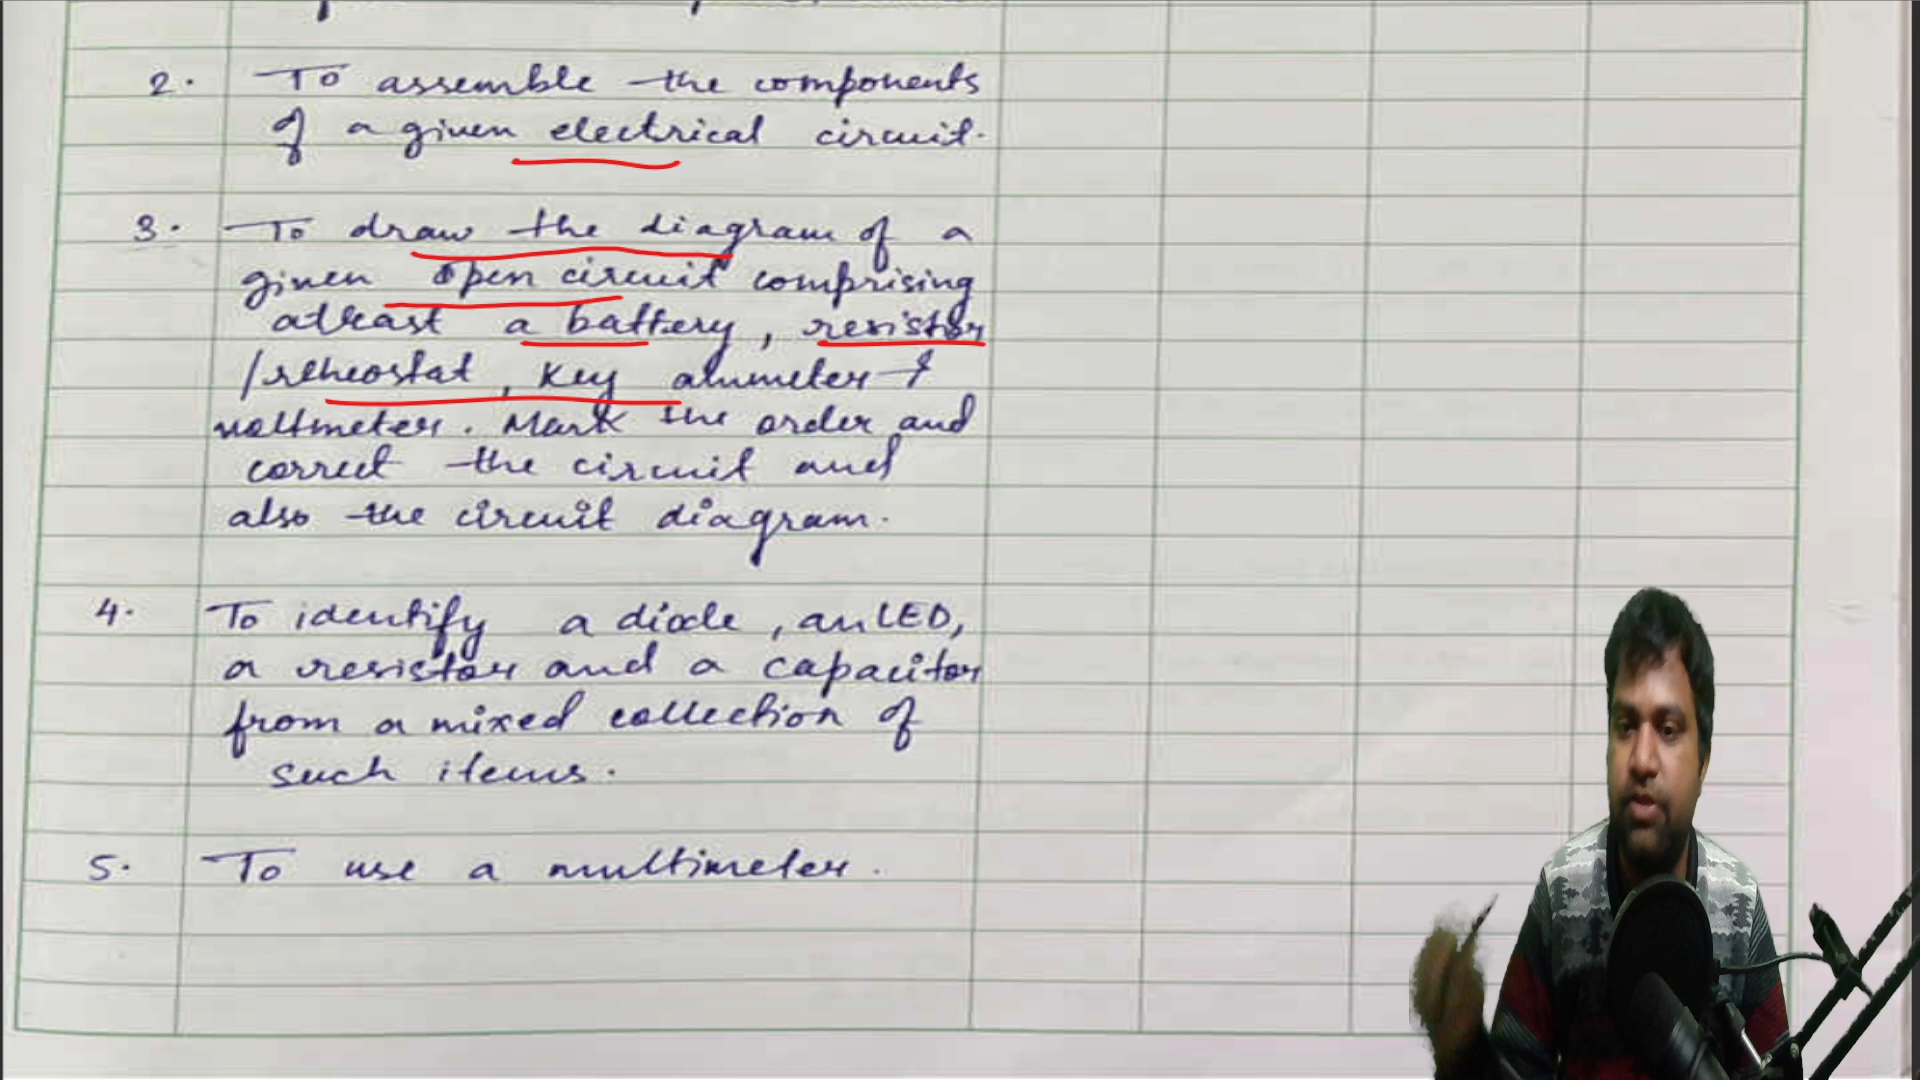 2. To assemble the components
of a given electrical circuit.
3. To draw the diagram of a
given open circuit comprising
atleast a battery, resistor
/reheostat, key ammeter &
voltmeter. Mark the order and
correct the circuit and
also the circuit diagram.
4. To identify a diode, an LED,
a resistor and a capacitor
from a mixed collection of
such items.
5. To use a multimeter.